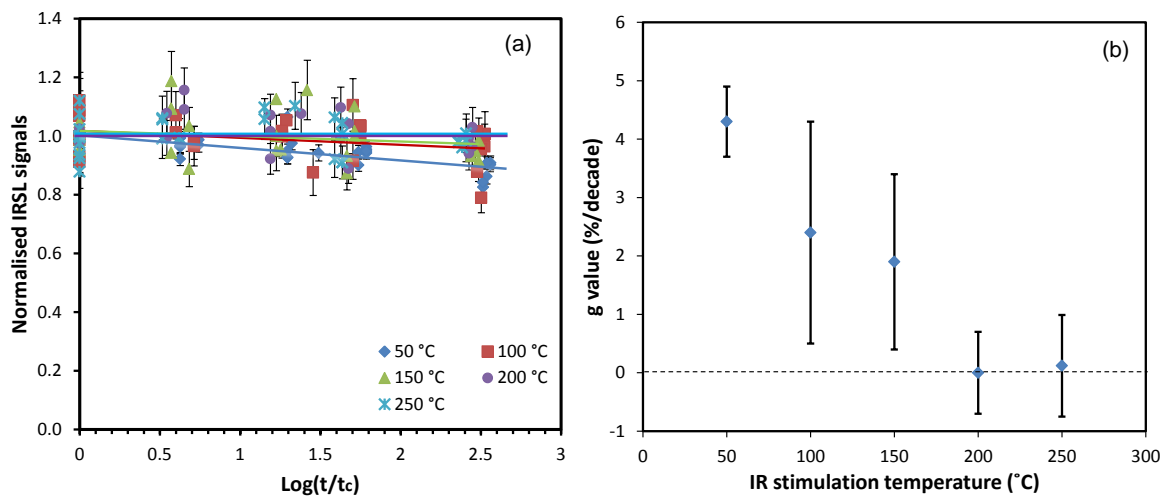 (a)
Normalised IRSL signals
1.4
1.2
1.0
0.8
0.6
0.4
0.2
0.0
50 °C
100 °C
150 °C
200 °C
250 °C
0
0.5
1
1.5
2
2.5
3
Log(t/tc)
(b)
g value (%/decade)
6
5
4
3
2
1
0
-1
0
50
100
150
200
250
300
IR stimulation temperature (˚C)